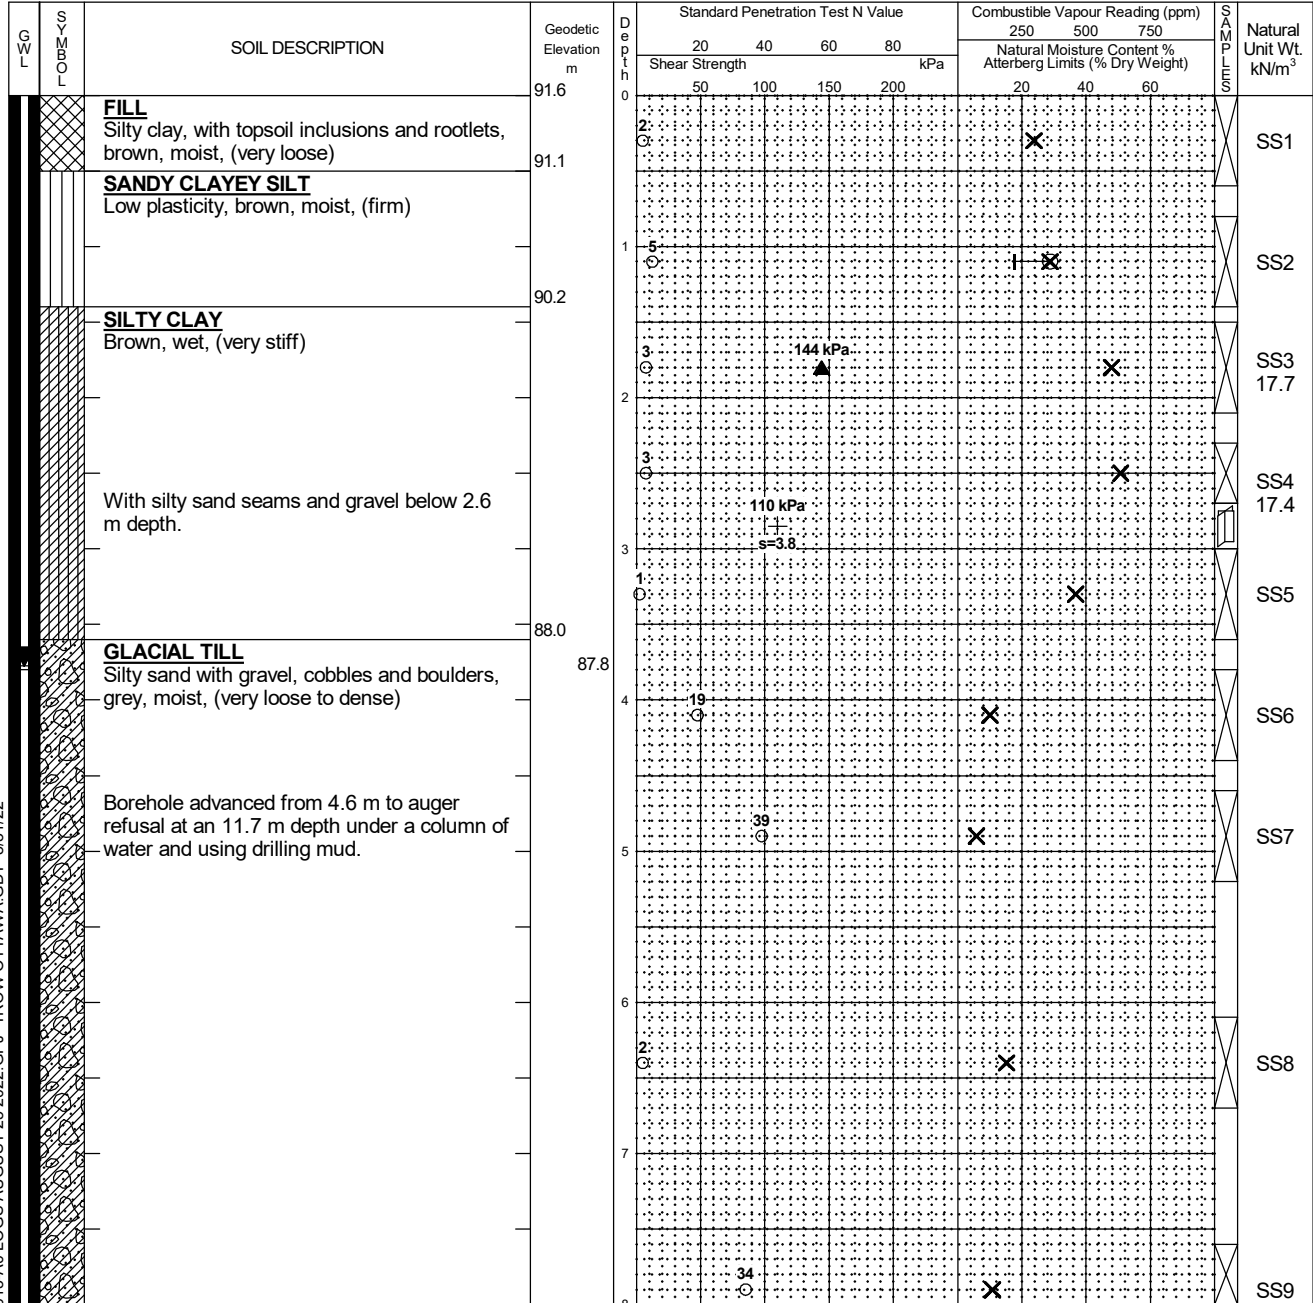 GWL
SYMBOL
SOIL DESCRIPTION
Geodetic
Elevation
m
Depth
Standard Penetration Test N Value
20 40 60 80
Shear Strength kPa
50 100 150 200
Combustible Vapour Reading (ppm)
250 500 750
Natural Moisture Content %
Atterberg Limits (% Dry Weight)
20 40 60
SAMPLES
Natural
Unit Wt.
kN/m³
91.6
0
FILL
Silty clay, with topsoil inclusions and rootlets,
brown, moist, (very loose)
2
SS1
91.1
SANDY CLAYEY SILT
Low plasticity, brown, moist, (firm)
1
5
SS2
90.2
SILTY CLAY
Brown, wet, (very stiff)
3
144 kPa
SS3
17.7
2
3
SS4
17.4
With silty sand seams and gravel below 2.6
m depth.
110 kPa
s=3.8
3
1
SS5
88.0
GLACIAL TILL
Silty sand with gravel, cobbles and boulders,
grey, moist, (very loose to dense)
87.8
4
19
SS6
Borehole advanced from 4.6 m to auger
refusal at an 11.7 m depth under a column of
water and using drilling mud.
39
SS7
5
6
2
SS8
7
34
SS9